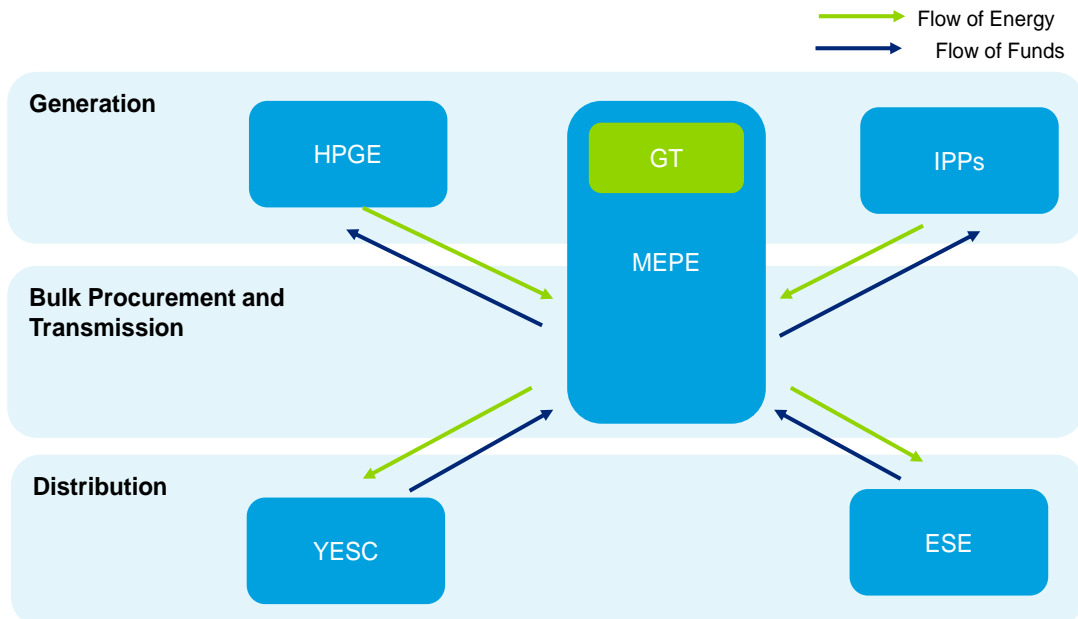 Flow of Energy
Flow of Funds
Generation
HPGE
GT
IPPs
MEPE
Bulk Procurement and
Transmission
Distribution
YESC
ESE